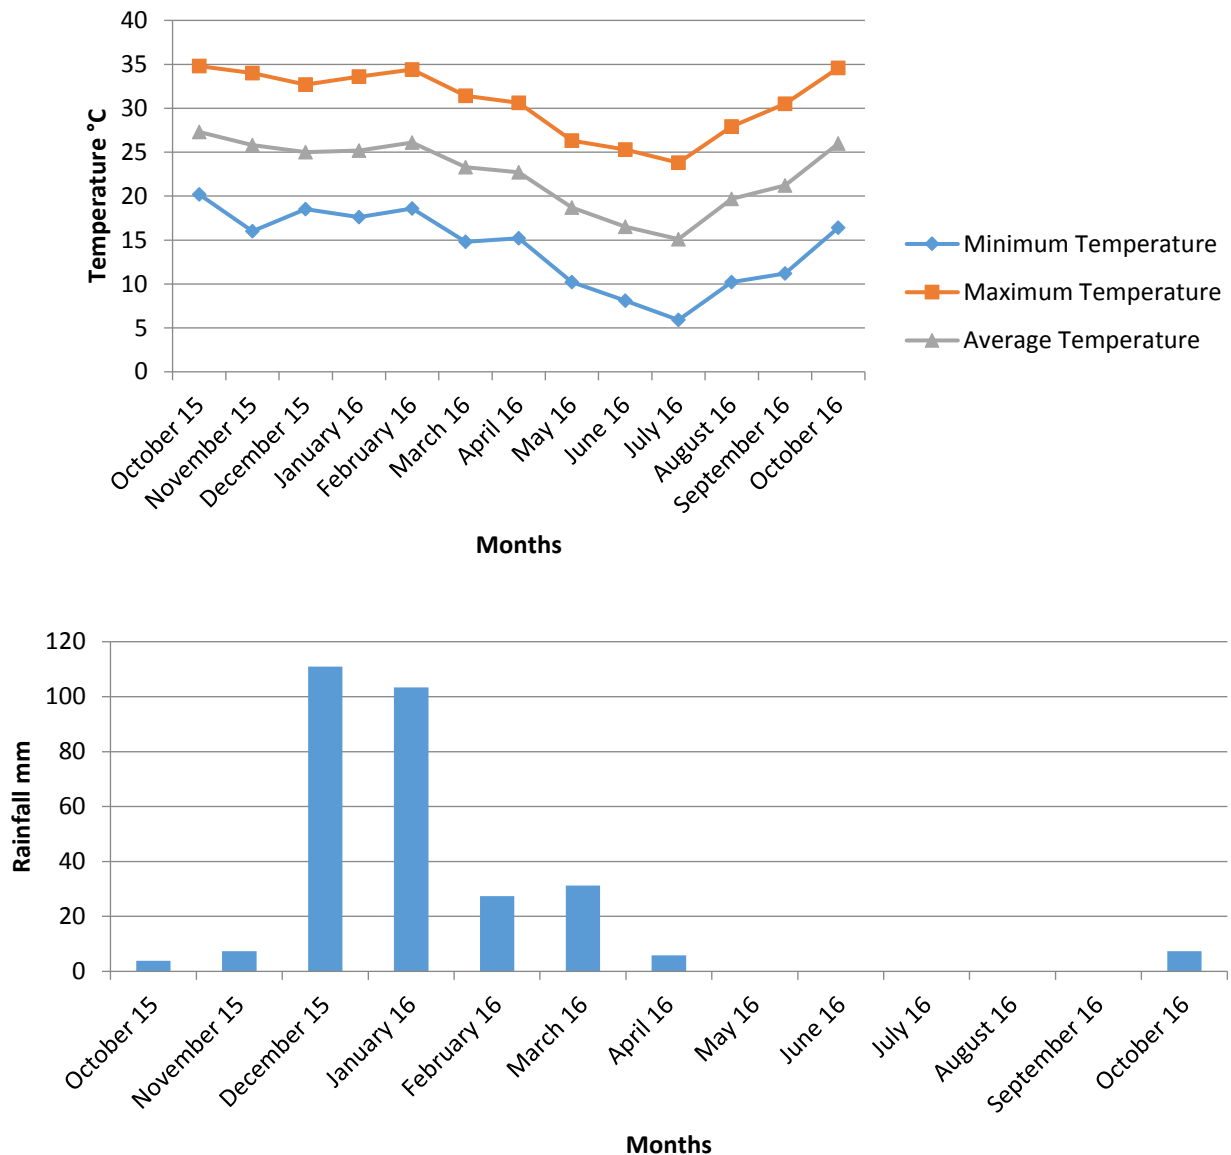 40
35
30
25
20
15
10
5
0
Temperature °C
October 15
November 15
December 15
January 16
February 16
March 16
April 16
May 16
June 16
July 16
August 16
September 16
October 16
Months
Minimum Temperature
Maximum Temperature
Average Temperature
120
100
80
60
40
20
0
Rainfall mm
October 15
November 15
December 15
January 16
February 16
March 16
April 16
May 16
June 16
July 16
August 16
September 16
October 16
Months